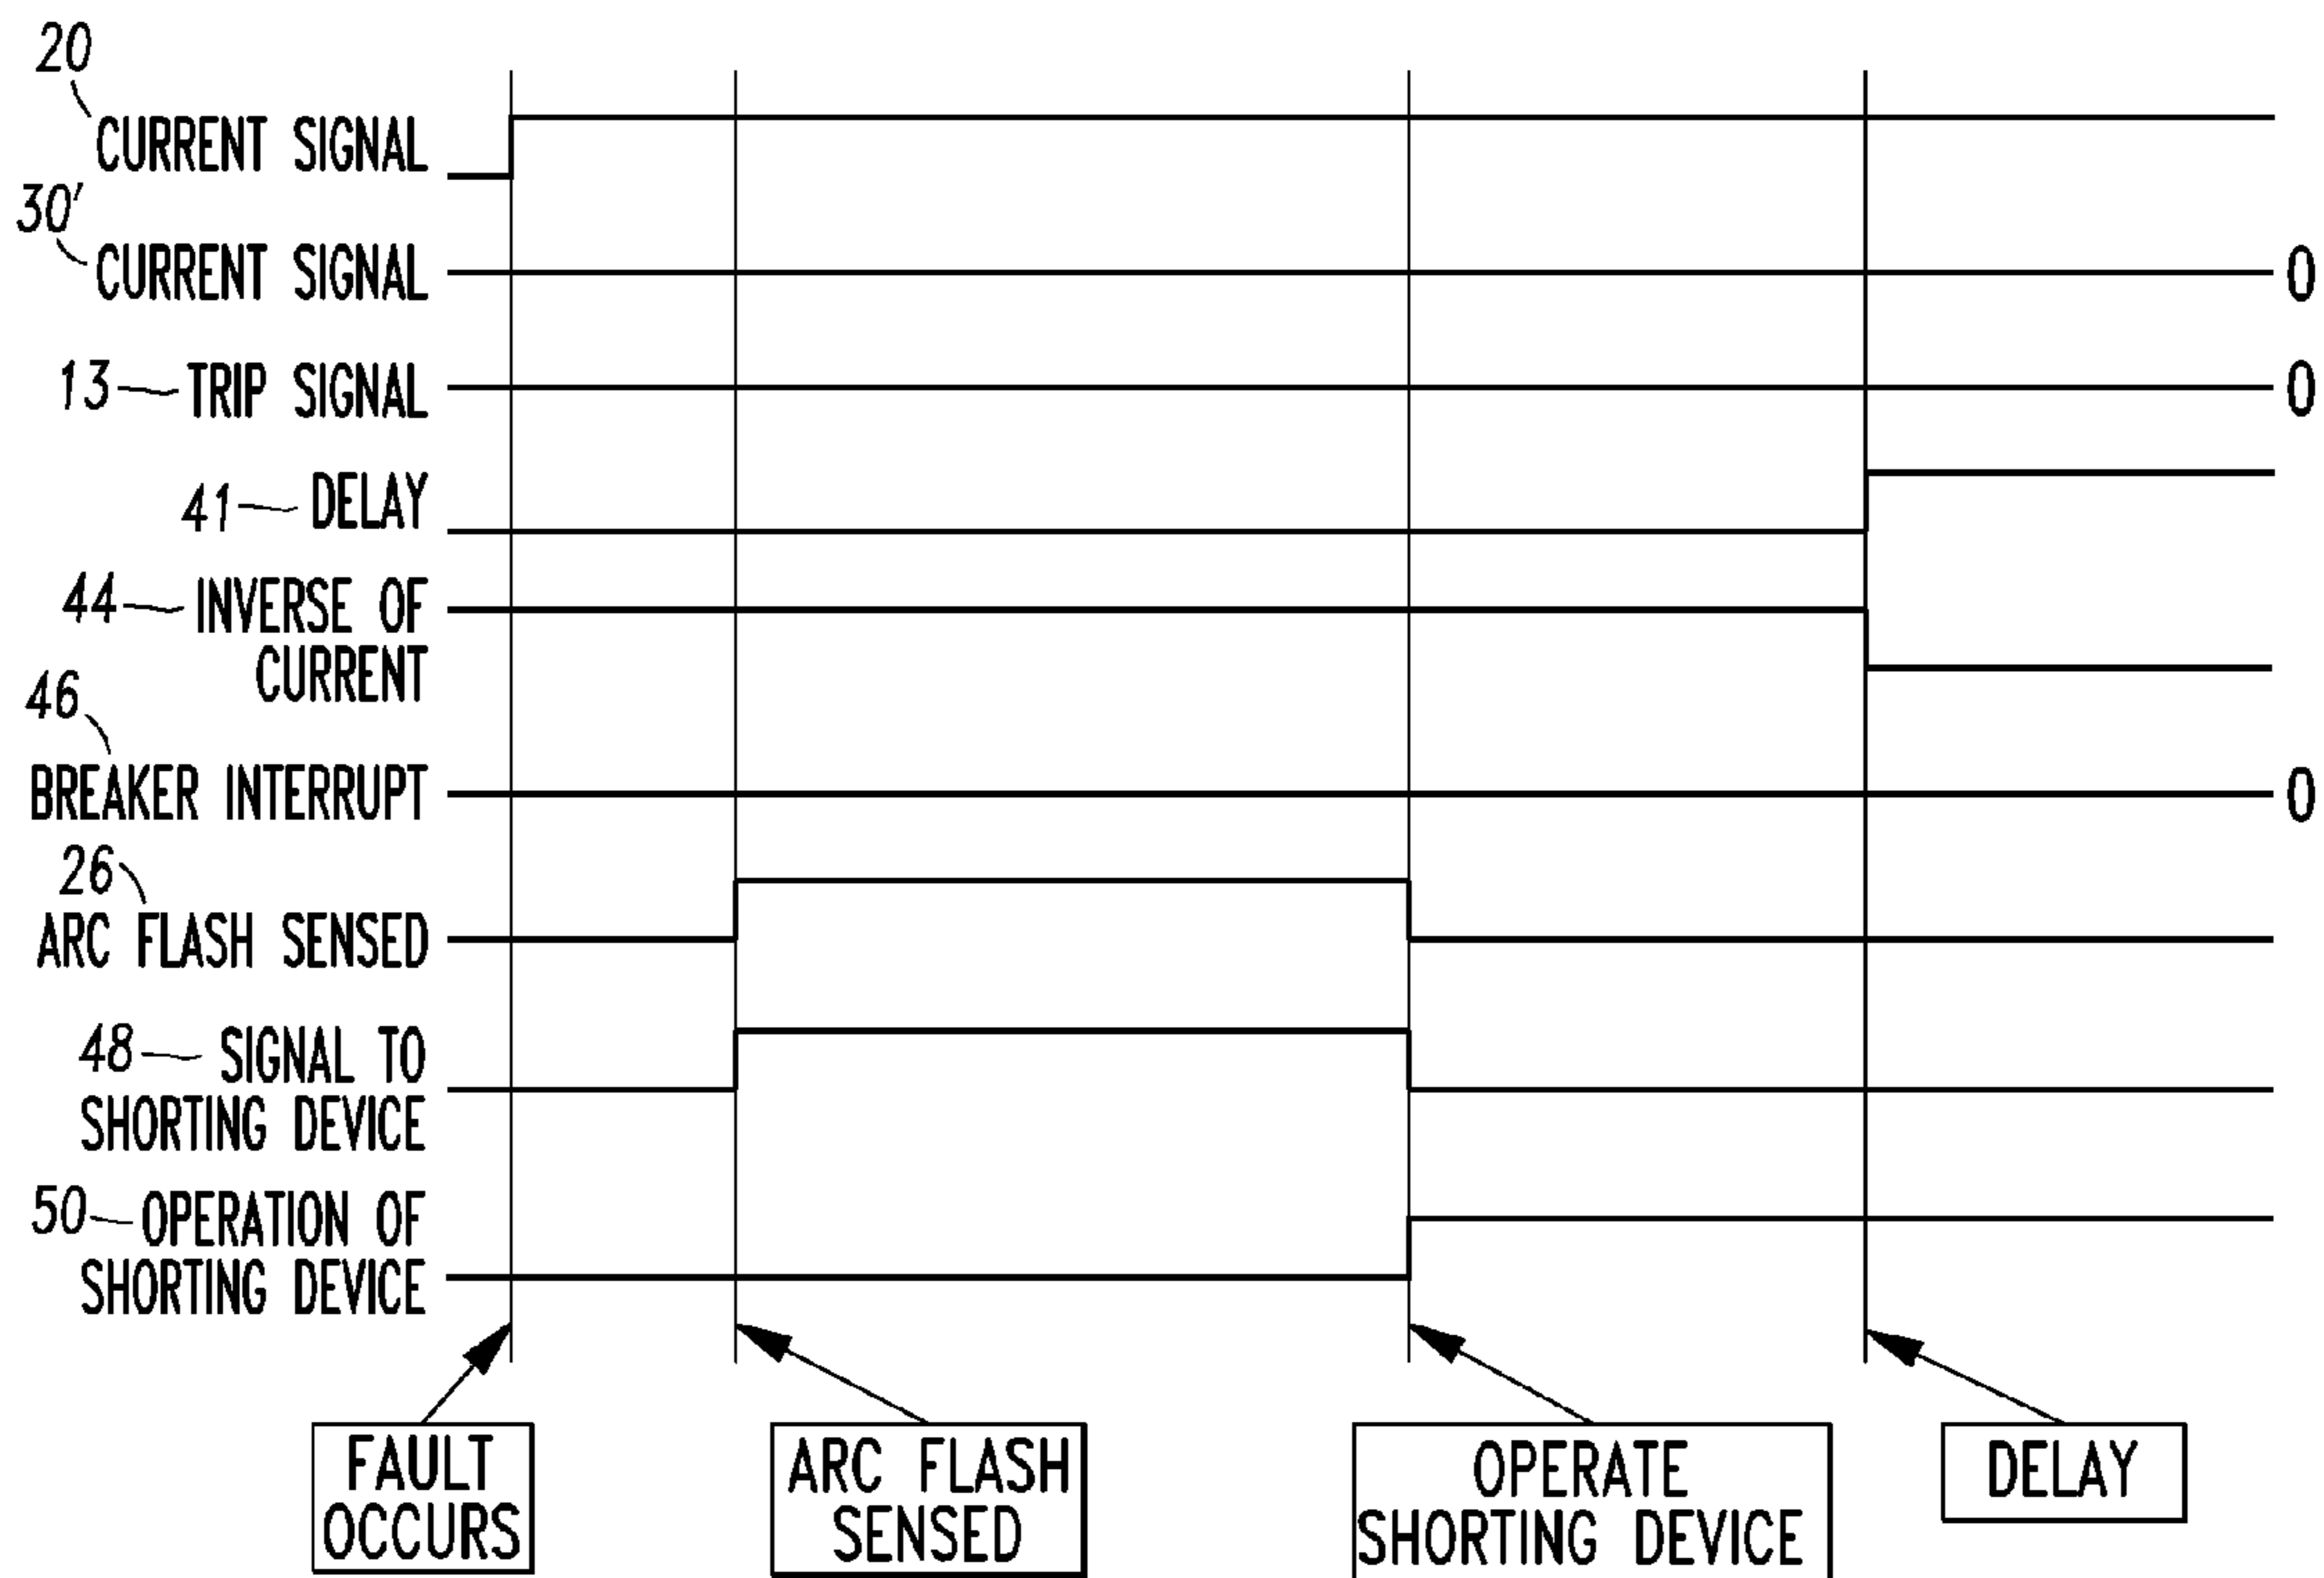 20
CURRENT SIGNAL
30'
CURRENT SIGNAL 0
13 TRIP SIGNAL 0
41 DELAY
44 INVERSE OF
CURRENT
46
BREAKER INTERRUPT 0
26
ARC FLASH SENSED
48 SIGNAL TO
SHORTING DEVICE
50 OPERATION OF
SHORTING DEVICE
FAULT
OCCURS
ARC FLASH
SENSED
OPERATE
SHORTING DEVICE
DELAY